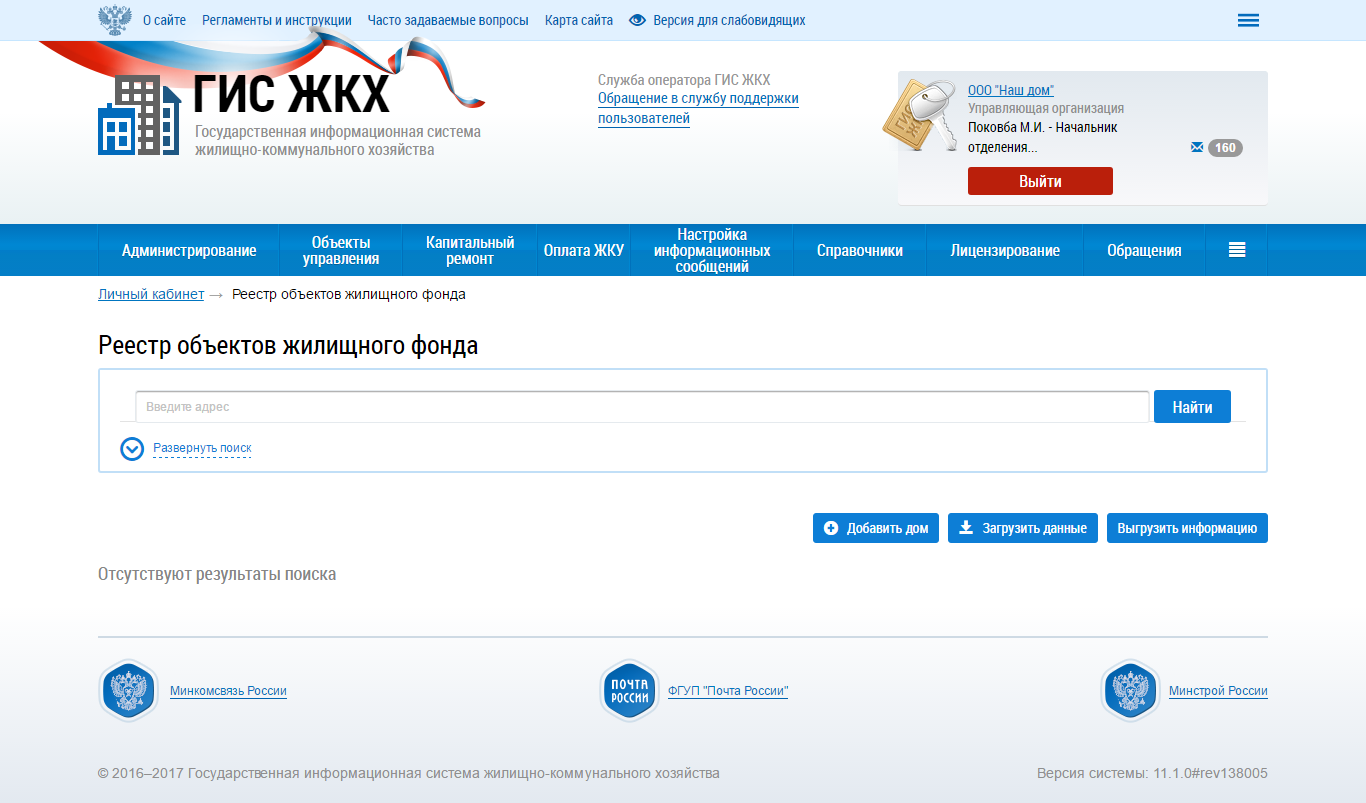 О сайте Регламенты и инструкции Часто задаваемые вопросы Карта сайта Версия для слабовидящих
ГИС ЖКХ
Государственная информационная система
жилищно-коммунального хозяйства
Служба оператора ГИС ЖКХ
Обращение в службу поддержки
пользователей
ГИС
ЖК
ООО "Наш дом"
Управляющая организация
Поковба М.И. - Начальник
отделения...
160
Выйти
Администрирование
Объекты
управления
Капитальный
ремонт
Оплата ЖКУ
Настройка
информационных
сообщений
Справочники
Лицензирование
Обращения
Личный кабинет → Реестр объектов жилищного фонда
Реестр объектов жилищного фонда
Введите адрес
Найти
Развернуть поиск
Добавить дом
Загрузить данные
Выгрузить информацию
Отсутствуют результаты поиска
Минкомсвязь России
ПОЧТА
РОССИИ
ФГУП "Почта России"
Минстрой России
© 2016–2017 Государственная информационная система жилищно-коммунального хозяйства
Версия системы: 11.1.0#rev138005